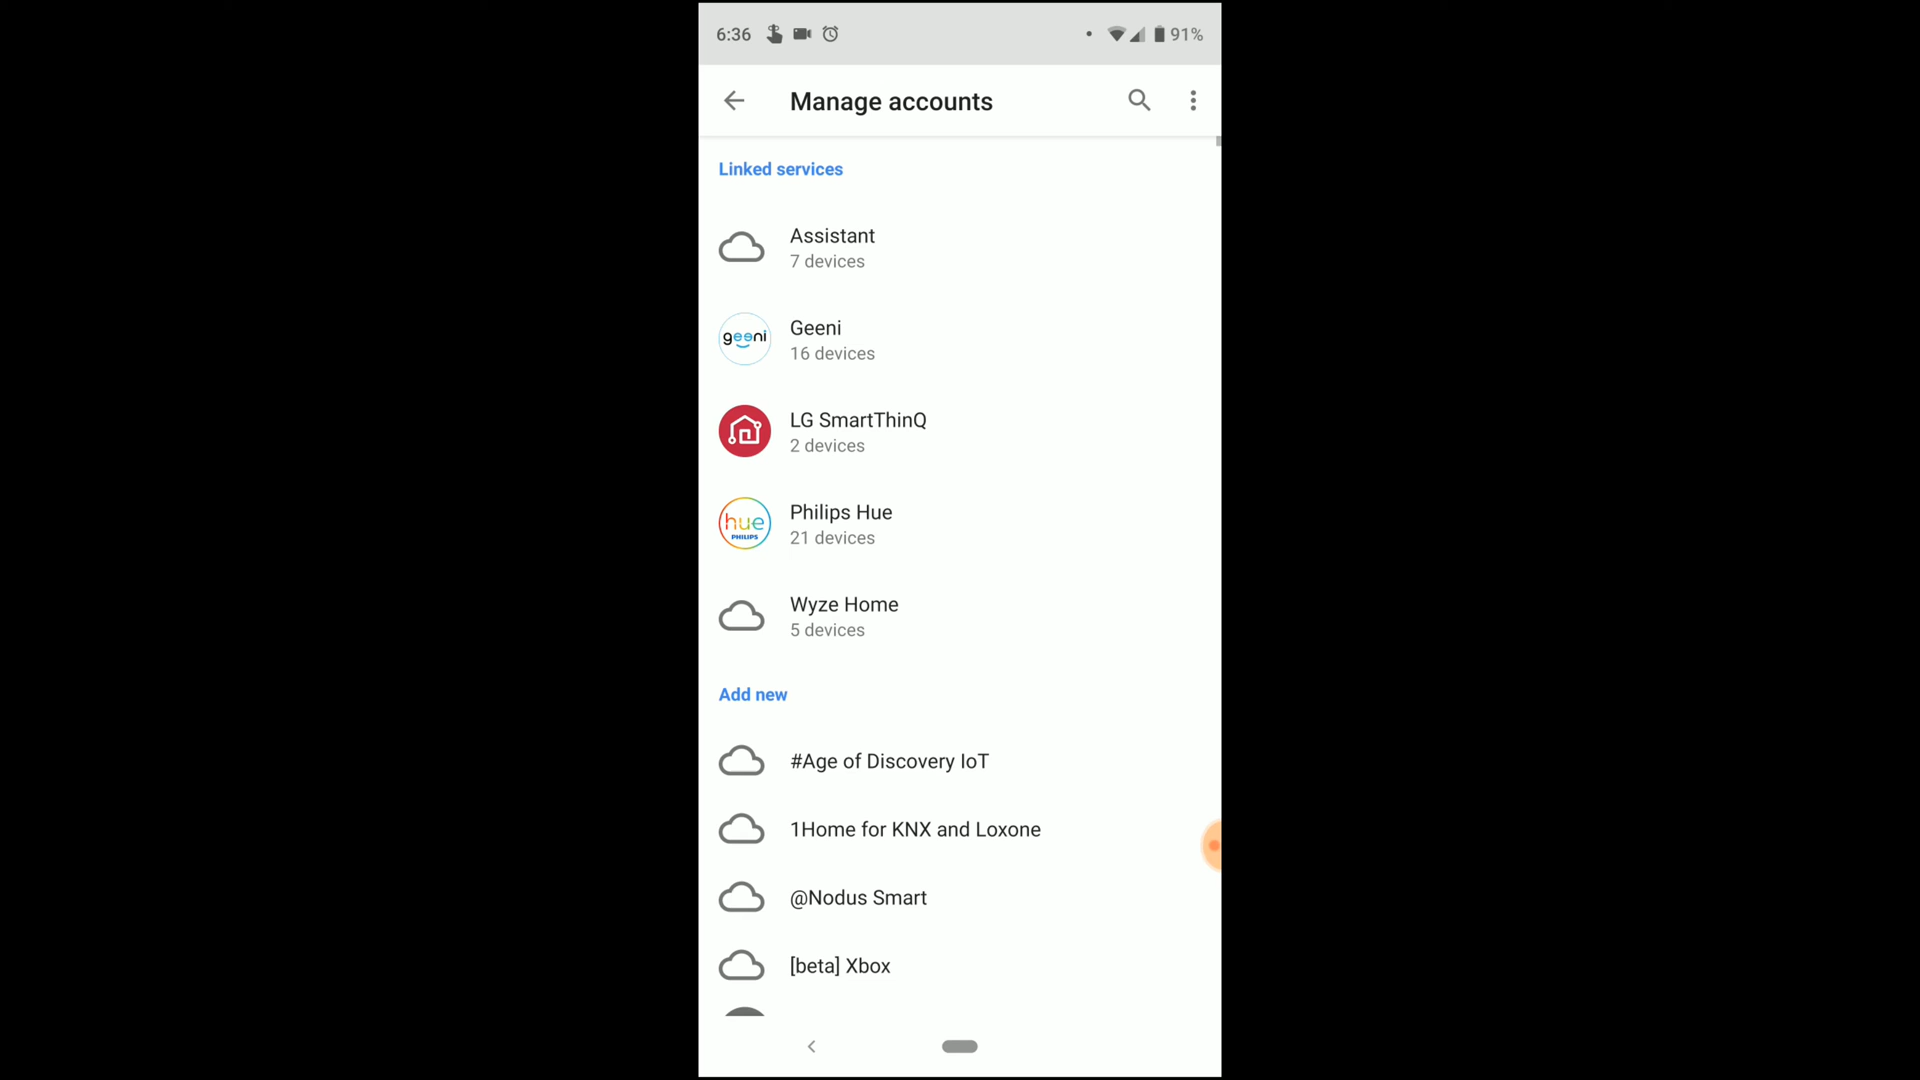 6:36
91%
Manage accounts
Linked services
Assistant
7 devices
geeni
Geeni
16 devices
LG SmartThinQ
2 devices
hue
PHILIPS
Philips Hue
21 devices
Wyze Home
5 devices
Add new
#Age of Discovery IoT
1Home for KNX and Loxone
@Nodus Smart
[beta] Xbox